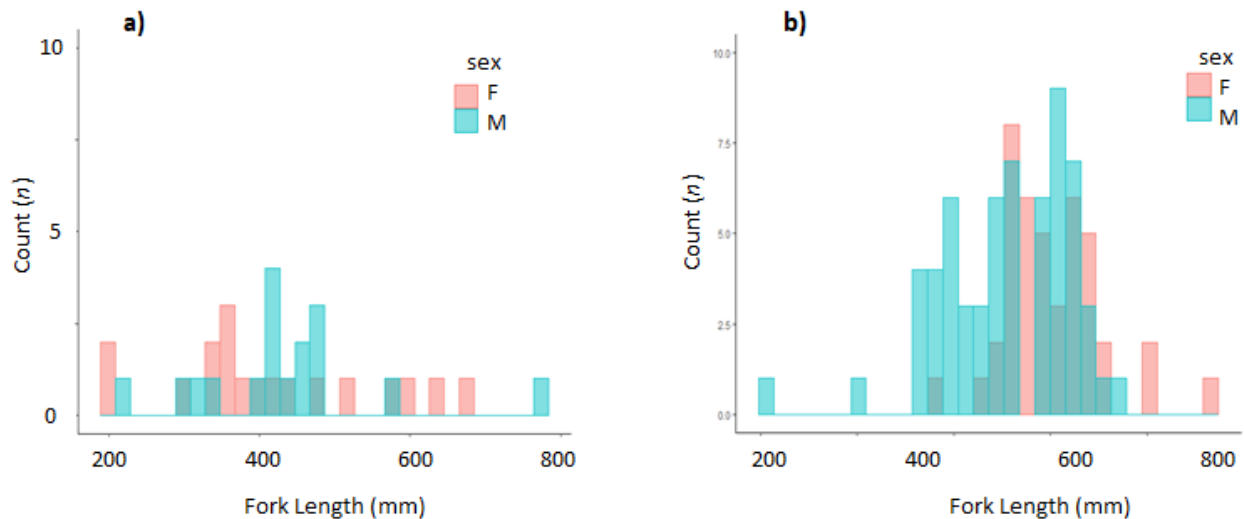 a)
10
5
0
Count (n)
sex
F
M
200 400 600 800
Fork Length (mm)
b)
10.0
7.5
5.0
2.5
0.0
Count (n)
sex
F
M
200 400 600 800
Fork Length (mm)